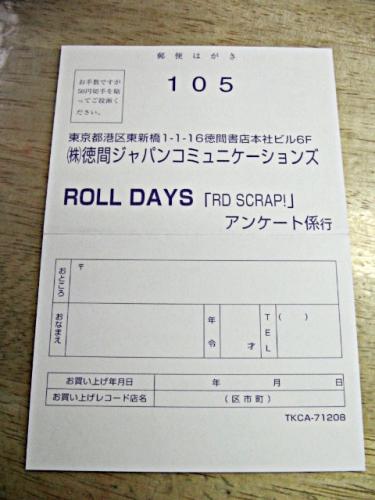 郵便はがき
お手数ですが
50円切手を貼
ってご投函く
ださい。
105
東京都港区東新橋1-1-16徳間書店本社ビル6F
㈱徳間ジャパンコミュニケーションズ
ROLL DAYS「RD SCRAP!」
アンケート係行
おところ
〒
おなまえ
年令
才
TEL
( )
お買い上げ年月日 年 月 日
お買い上げレコード店名 (区市町)
TKCA-71208